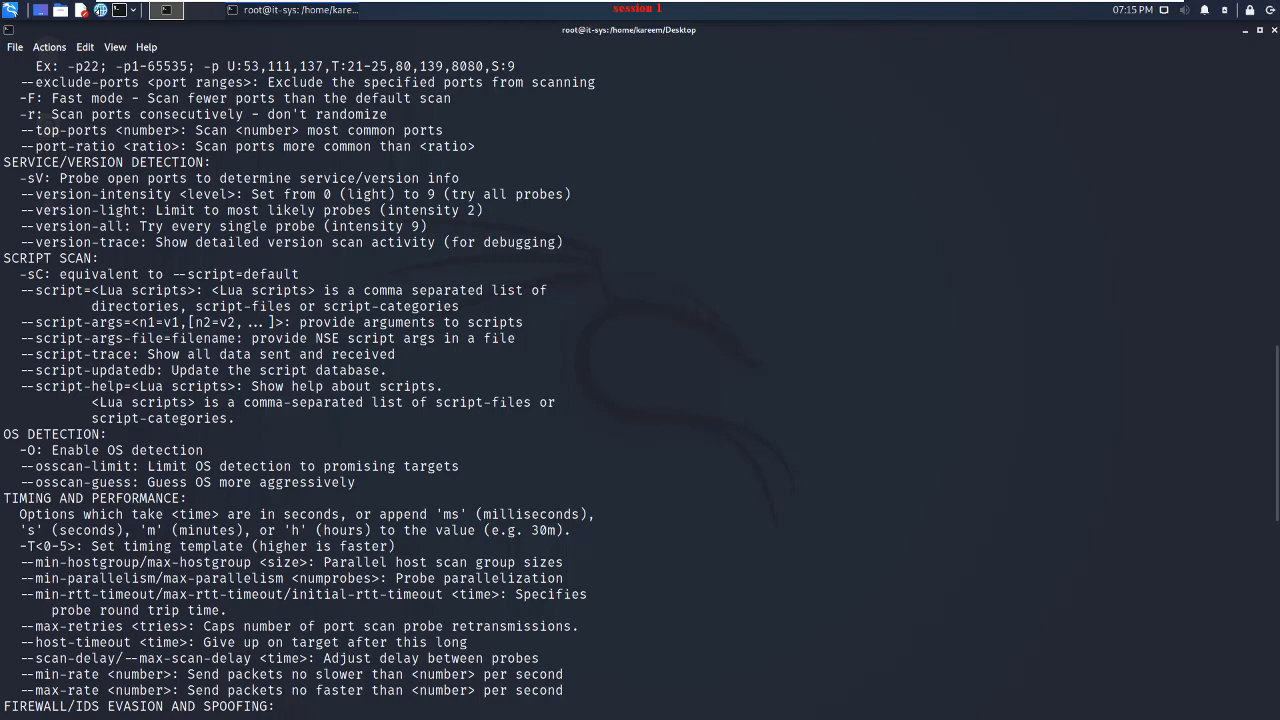 root@it-sys: /home/kare...
session 1
07:15 PM
root@it-sys: /home/kareem/Desktop
File Actions Edit View Help
Ex: -p22; -p1-65535; -p U:53,111,137,T:21-25,80,139,8080,S:9
--exclude-ports <port ranges>: Exclude the specified ports from scanning
-F: Fast mode - Scan fewer ports than the default scan
-r: Scan ports consecutively - don't randomize
--top-ports <number>: Scan <number> most common ports
--port-ratio <ratio>: Scan ports more common than <ratio>
SERVICE/VERSION DETECTION:
-sV: Probe open ports to determine service/version info
--version-intensity <level>: Set from 0 (light) to 9 (try all probes)
--version-light: Limit to most likely probes (intensity 2)
--version-all: Try every single probe (intensity 9)
--version-trace: Show detailed version scan activity (for debugging)
SCRIPT SCAN:
-sC: equivalent to --script=default
--script=<Lua scripts>: <Lua scripts> is a comma separated list of
directories, script-files or script-categories
--script-args=<n1=v1,[n2=v2,...]>: provide arguments to scripts
--script-args-file=filename: provide NSE script args in a file
--script-trace: Show all data sent and received
--script-updatedb: Update the script database.
--script-help=<Lua scripts>: Show help about scripts.
<Lua scripts> is a comma-separated list of script-files or
script-categories.
OS DETECTION:
-O: Enable OS detection
--osscan-limit: Limit OS detection to promising targets
--osscan-guess: Guess OS more aggressively
TIMING AND PERFORMANCE:
Options which take <time> are in seconds, or append 'ms' (milliseconds),
's' (seconds), 'm' (minutes), or 'h' (hours) to the value (e.g. 30m).
-T<0-5>: Set timing template (higher is faster)
--min-hostgroup/max-hostgroup <size>: Parallel host scan group sizes
--min-parallelism/max-parallelism <numprobes>: Probe parallelization
--min-rtt-timeout/max-rtt-timeout/initial-rtt-timeout <time>: Specifies
probe round trip time.
--max-retries <tries>: Caps number of port scan probe retransmissions.
--host-timeout <time>: Give up on target after this long
--scan-delay/--max-scan-delay <time>: Adjust delay between probes
--min-rate <number>: Send packets no slower than <number> per second
--max-rate <number>: Send packets no faster than <number> per second
FIREWALL/IDS EVASION AND SPOOFING: